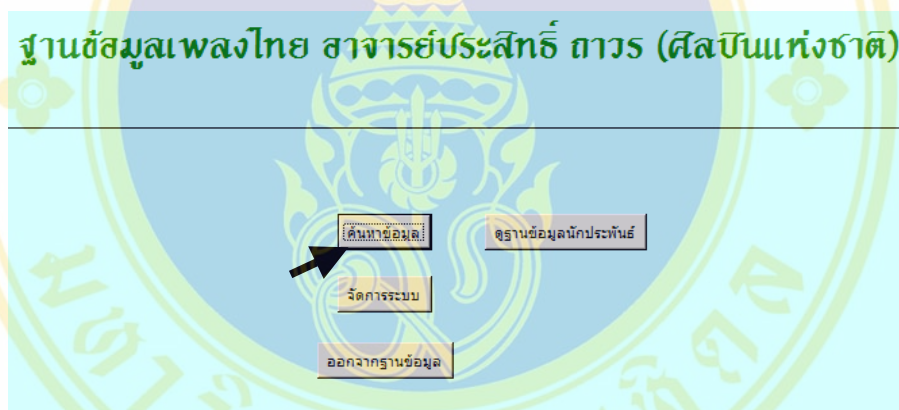 ฐานข้อมูลเพลงไทย อาจารย์ประสิทธิ์ ถาวร (ศิลปินแห่งชาติ)
ค้นหาข้อมูล ดูฐานข้อมูลนักประพันธ์
จัดการระบบ
ออกจากฐานข้อมูล